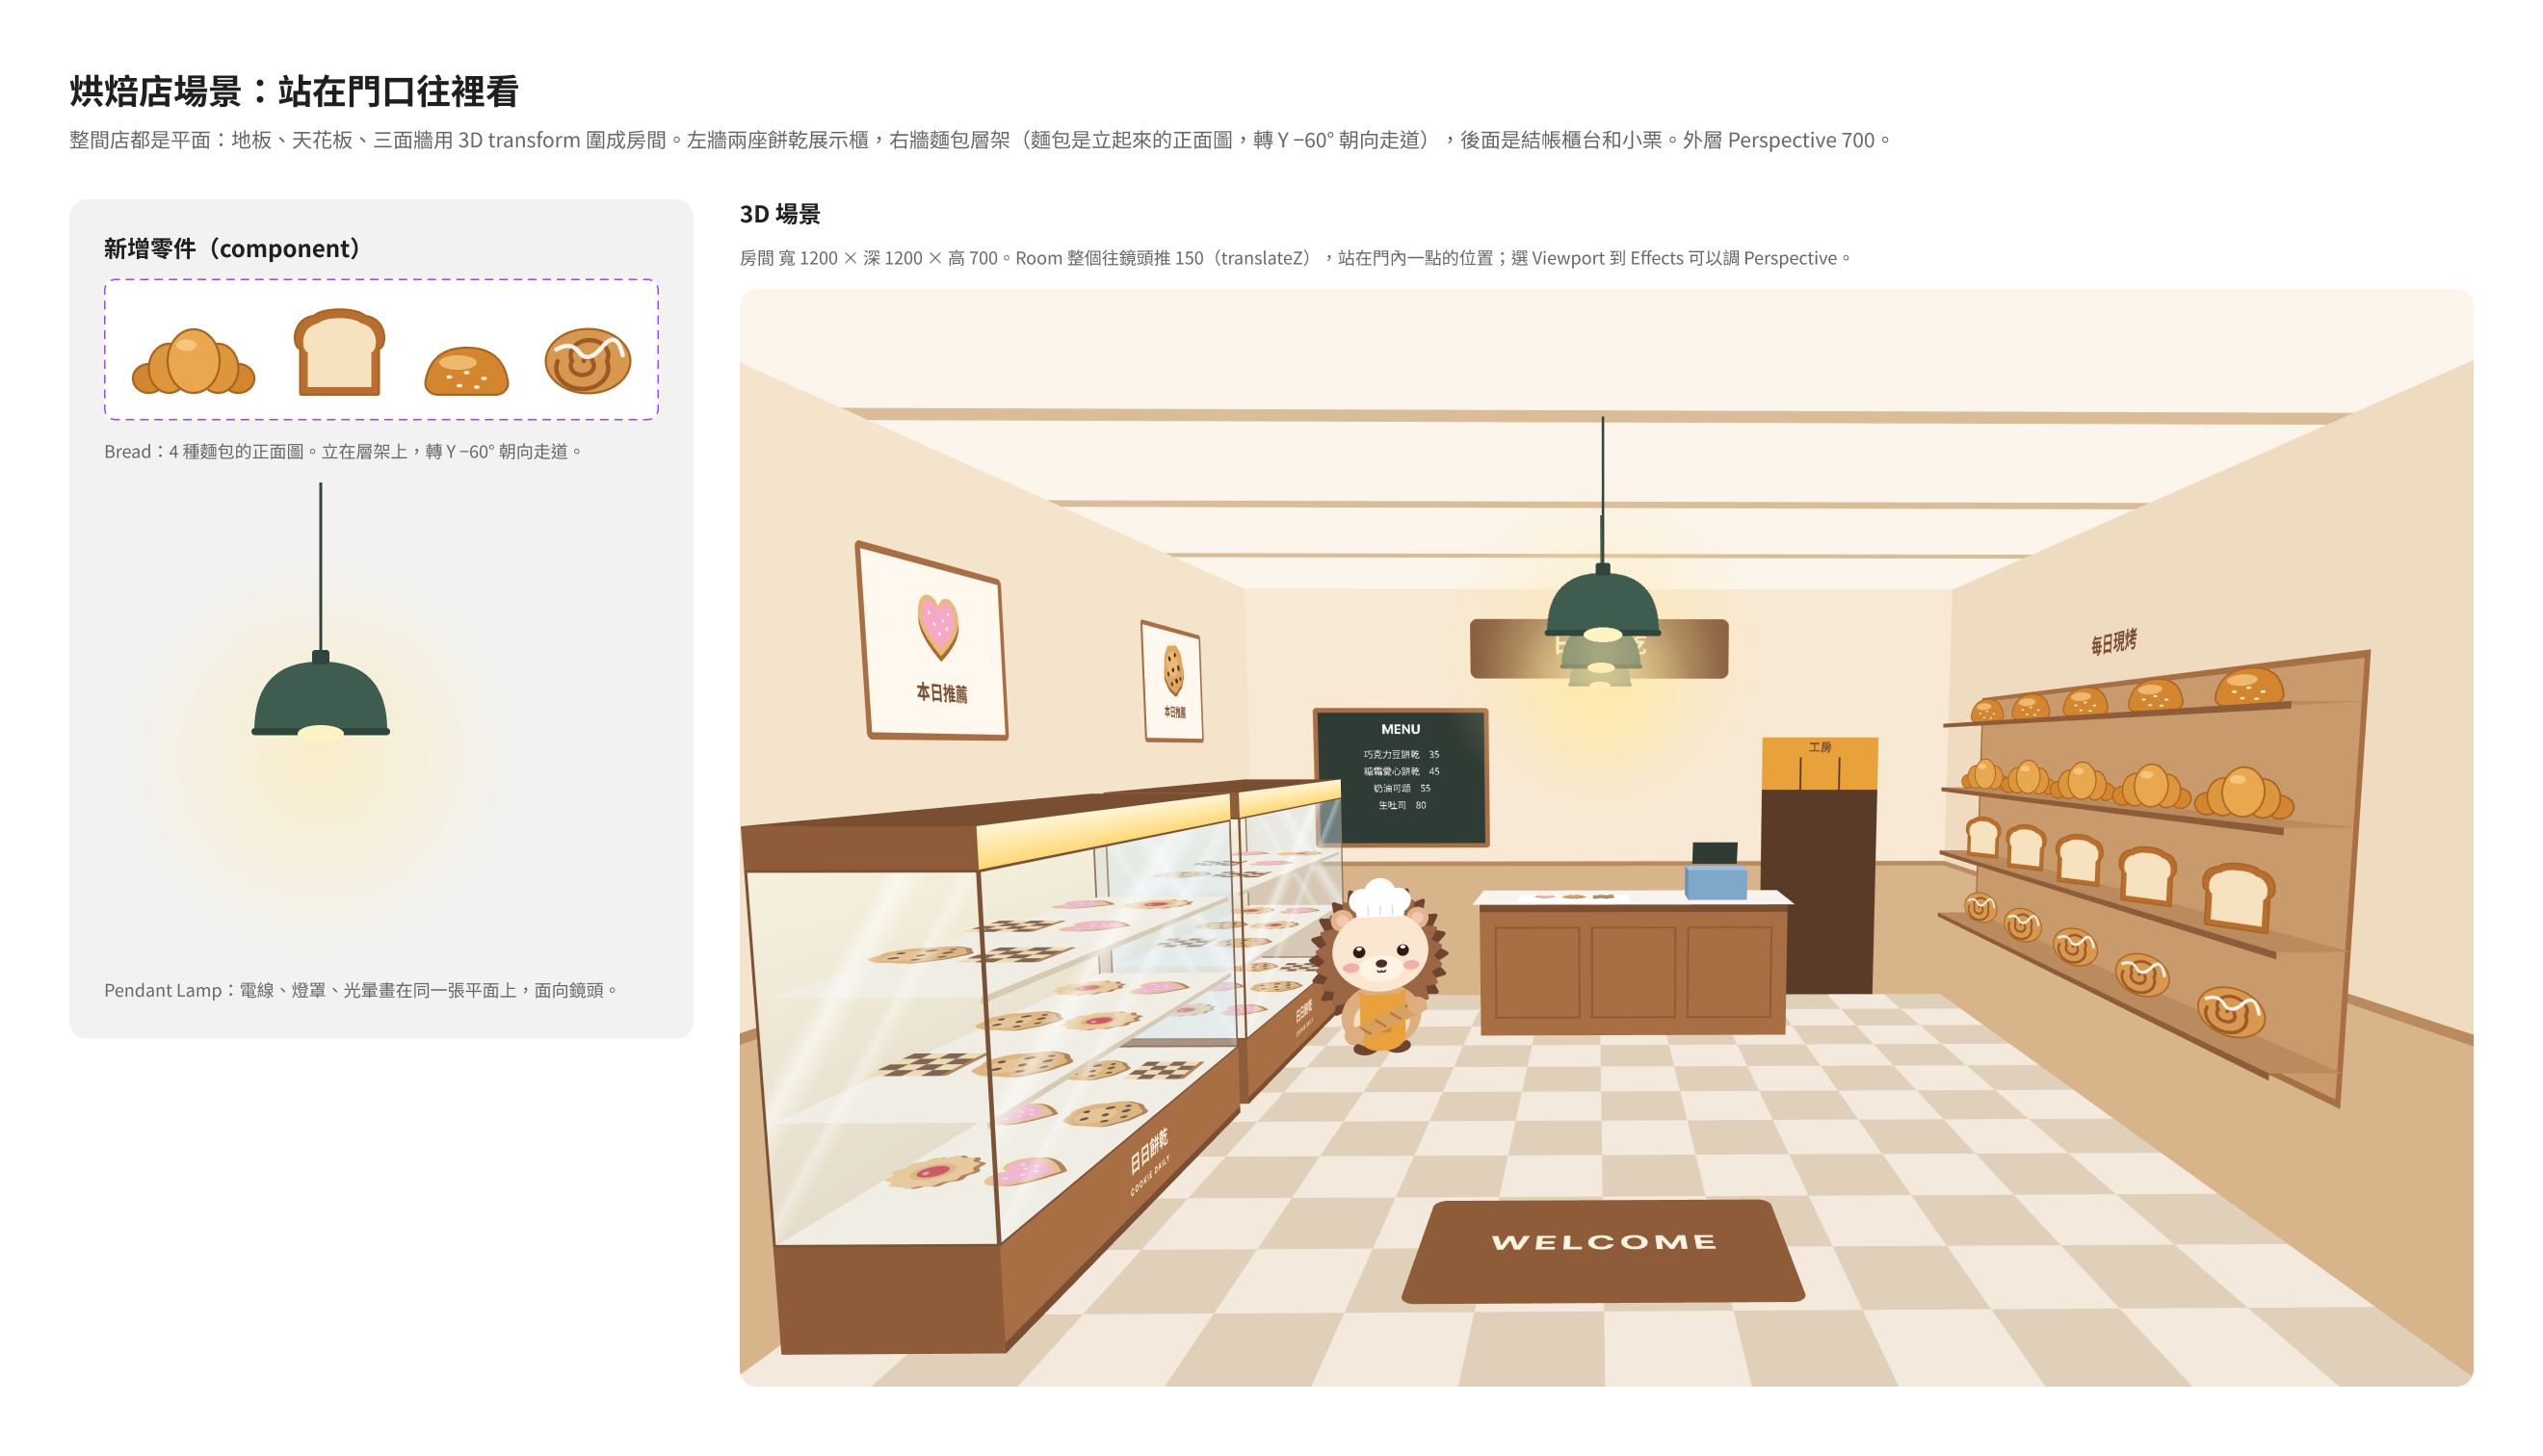 烘焙店場景：站在門口往裡看
整間店都是平面：地板、天花板、三面牆用 3D transform 圍成房間。左牆兩座餅乾展示櫃，右牆麵包層架（麵包是立起來的正面圖，轉 Y −60° 朝向走道），後面是結帳櫃台和小栗。外層 Perspective 700。
新增零件（component）
Bread：4 種麵包的正面圖。立在層架上，轉 Y −60° 朝向走道。
Pendant Lamp：電線、燈罩、光暈畫在同一張平面上，面向鏡頭。
3D 場景
房間 寬 1200 × 深 1200 × 高 700。Room 整個往鏡頭推 150（translateZ），站在門內一點的位置；選 Viewport 到 Effects 可以調 Perspective。
本日推薦
本日推薦
MENU
巧克力豆餅乾 35
糖霜愛心餅乾 45
奶油可頌 55
生吐司 80
工房
每日現烤
日日餅乾
COOKIE DAILY
日日餅乾
WELCOME